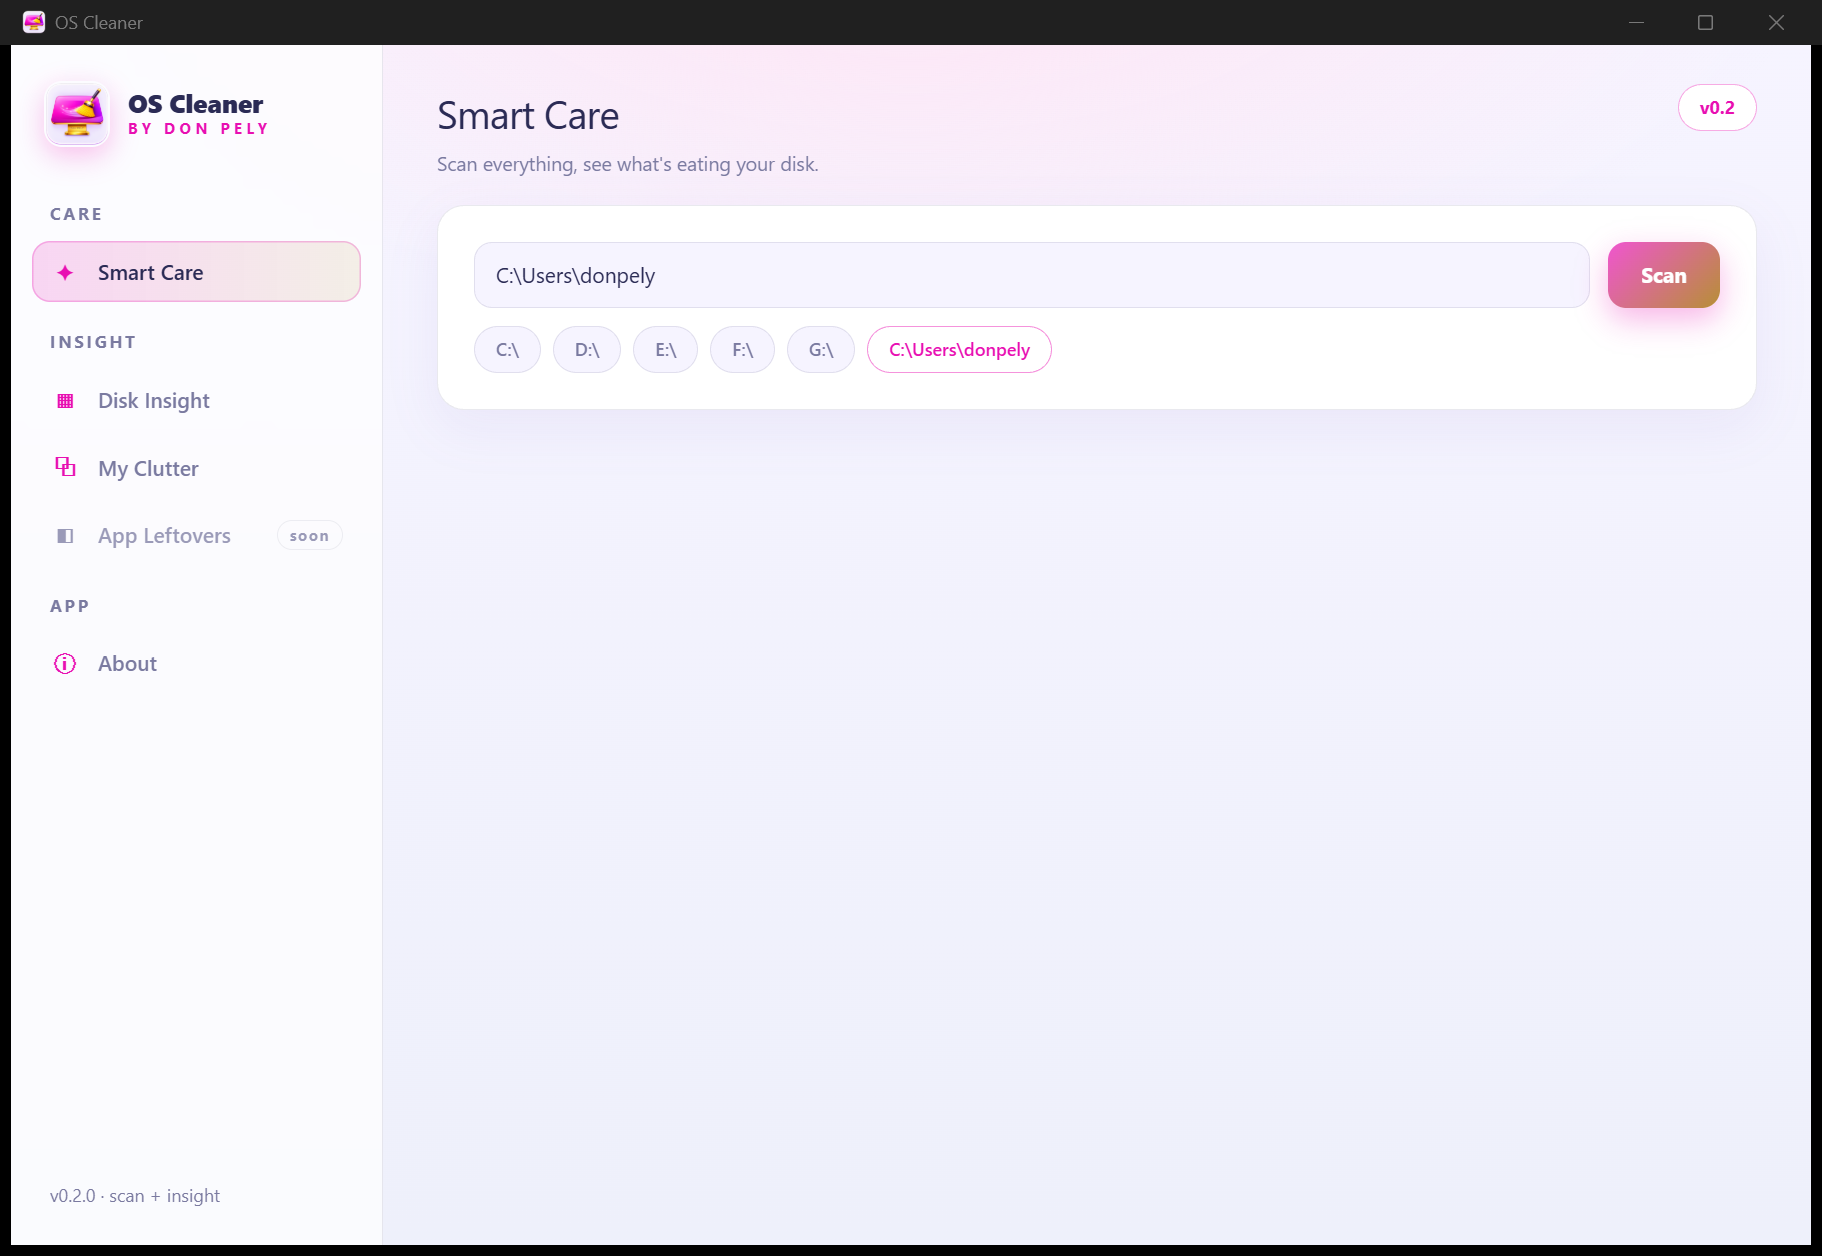 OS Cleaner
OS Cleaner
BY DON PELY
CARE
Smart Care
INSIGHT
Disk Insight
My Clutter
App Leftovers soon
APP
About
v0.2.0 · scan + insight
Smart Care
v0.2
Scan everything, see what's eating your disk.
C:\Users\donpely
Scan
C:\ D:\ E:\ F:\ G:\ C:\Users\donpely